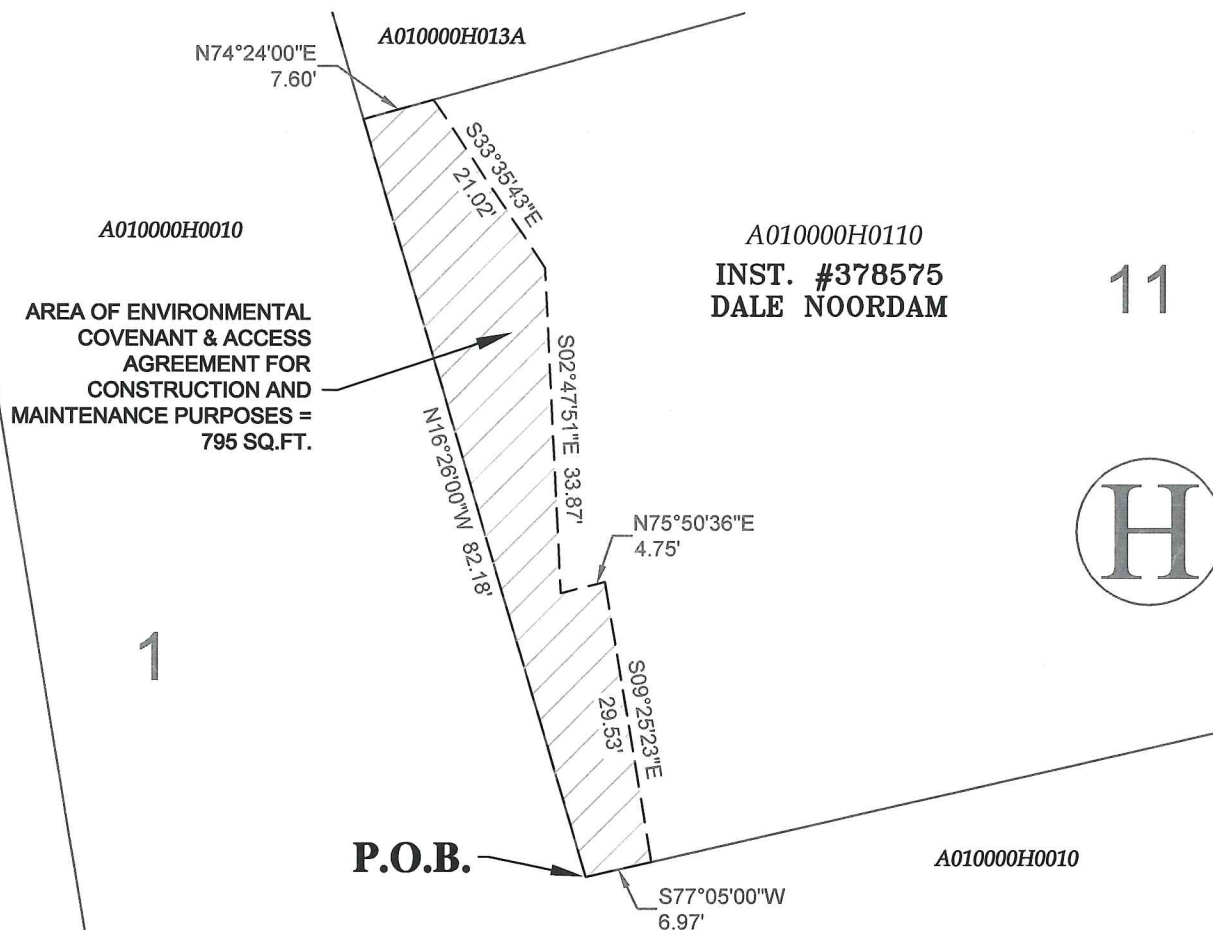 A010000H013A
N74°24'00"E
7.60'
S33°35'43"E
21.02'
A010000H0010
A010000H0110
INST. #378575
DALE NOORDAM
11
AREA OF ENVIRONMENTAL
COVENANT & ACCESS
AGREEMENT FOR
CONSTRUCTION AND
MAINTENANCE PURPOSES =
795 SQ.FT.
S02°47'51"E 33.87'
N16°26'00"W 82.18'
N75°50'36"E
4.75'
H
1
S09°25'23"E
29.53'
P.O.B.
A010000H0010
S77°05'00"W
6.97'